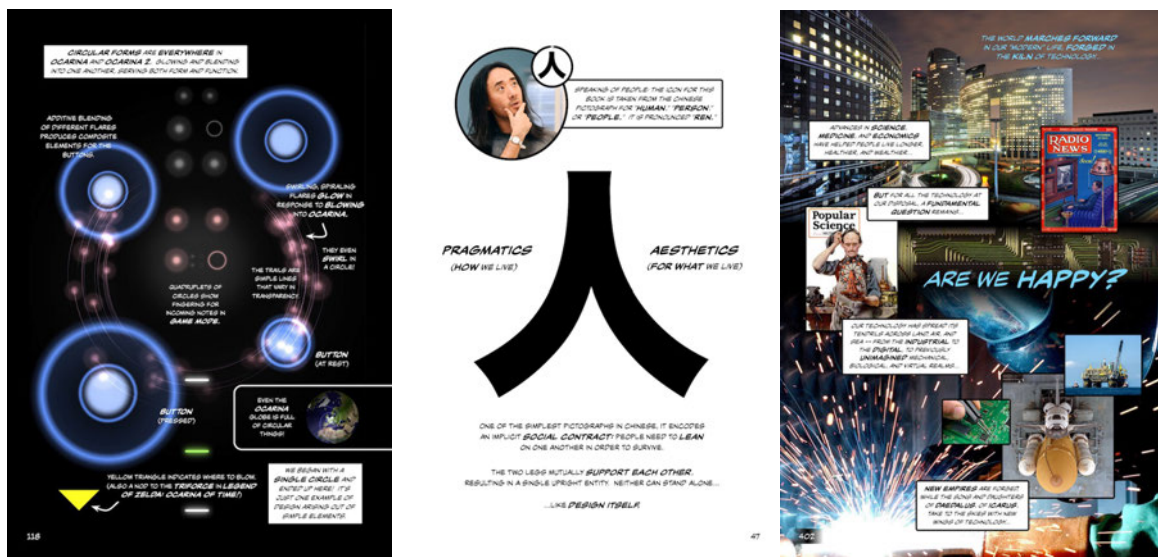 CIRCULAR FORMS ARE EVERYWHERE IN
OCARINA AND OCARINA 2. GLOWING AND BLENDING
INTO ONE ANOTHER, SERVING BOTH FORM AND FUNCTION.
ADDITIVE BLENDING
OF DIFFERENT FLARES
PRODUCES COMPOSITE
ELEMENTS FOR THE
BUTTONS.
SWIRLING, SPIRALING
FLARES GLOW IN
RESPONSE TO BLOWING
INTO OCARINA.
THEY EVEN
SWIRL IN
A CIRCLE!
THE TRAILS ARE
SIMPLE LINES
THAT VARY IN
TRANSPARENCY.
QUADRUPLETS OF
CIRCLES SHOW
FINGERING FOR
INCOMING NOTES IN
GAME MODE.
BUTTON
(AT REST)
BUTTON
(PRESSED)
EVEN THE
OCARINA
GLOBE IS FULL
OF CIRCULAR
THINGS!
YELLOW TRIANGLE INDICATES WHERE TO BLOW.
(ALSO A NOD TO THE TRIFORCE IN LEGEND
OF ZELDA: OCARINA OF TIME!)
WE BEGAN WITH A
SINGLE CIRCLE AND
ENDED UP HERE! IT'S
JUST ONE EXAMPLE OF
DESIGN ARISING OUT OF
SIMPLE ELEMENTS.
118
人
SPEAKING OF PEOPLE: THE ICON FOR THIS
BOOK IS TAKEN FROM THE CHINESE
PICTOGRAPH FOR "HUMAN," "PERSON,"
OR "PEOPLE." IT IS PRONOUNCED "REN."
人
PRAGMATICS
(HOW WE LIVE)
AESTHETICS
(FOR WHAT WE LIVE)
ONE OF THE SIMPLEST PICTOGRAPHS IN CHINESE, IT ENCODES
AN IMPLICIT SOCIAL CONTRACT: PEOPLE NEED TO LEAN
ON ONE ANOTHER IN ORDER TO SURVIVE.
THE TWO LEGS MUTUALLY SUPPORT EACH OTHER,
RESULTING IN A SINGLE UPRIGHT ENTITY. NEITHER CAN STAND ALONE...
...LIKE DESIGN ITSELF.
47
THE WORLD MARCHES FORWARD
IN OUR "MODERN" LIFE, FORGED IN
THE KILN OF TECHNOLOGY...
ADVANCES IN SCIENCE,
MEDICINE, AND ECONOMICS
HAVE HELPED PEOPLE LIVE LONGER,
HEALTHIER, AND WEALTHIER...
RADIO
NEWS
BUT FOR ALL THE TECHNOLOGY AT
OUR DISPOSAL, A FUNDAMENTAL
QUESTION REMAINS...
Popular
Science
ARE WE HAPPY?
OUR TECHNOLOGY HAS SPREAD ITS
TENDRILS ACROSS LAND, AIR, AND
SEA -- FROM THE INDUSTRIAL TO
THE DIGITAL, TO PREVIOUSLY
UNIMAGINED MECHANICAL,
BIOLOGICAL, AND VIRTUAL REALMS...
NEW EMPIRES ARE FORGED
WHILE THE SONS AND DAUGHTERS
OF DAEDALUS, OF ICARUS,
TAKE TO THE SKIES WITH NEW
WINGS OF TECHNOLOGY...
402